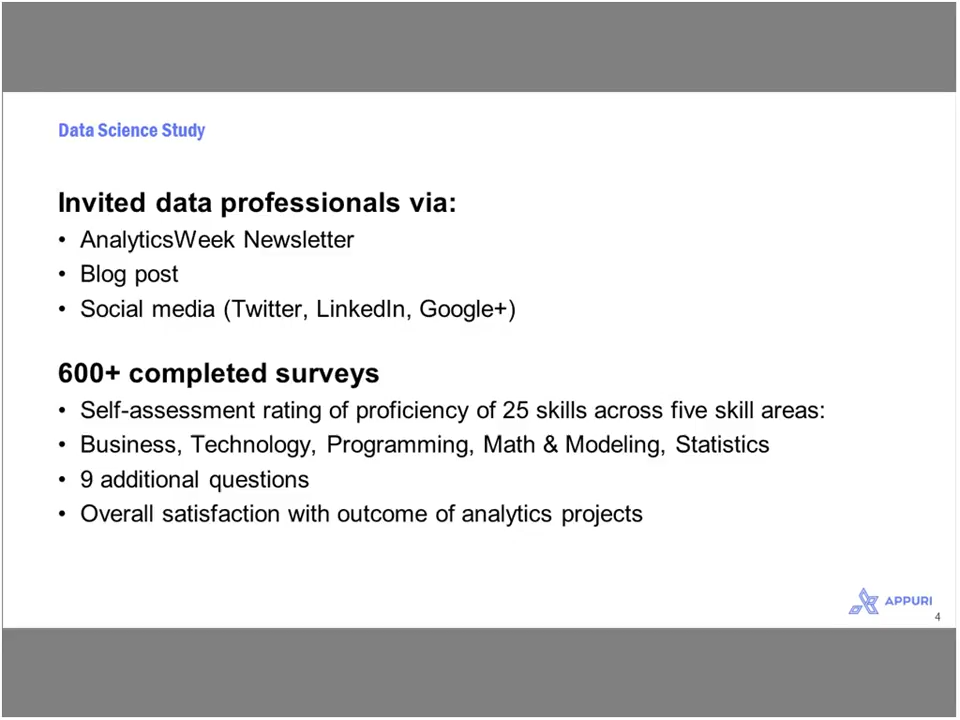 Data Science Study
Invited data professionals via:
• AnalyticsWeek Newsletter
• Blog post
• Social media (Twitter, LinkedIn, Google+)
600+ completed surveys
• Self-assessment rating of proficiency of 25 skills across five skill areas:
• Business, Technology, Programming, Math & Modeling, Statistics
• 9 additional questions
• Overall satisfaction with outcome of analytics projects
APPURI
4